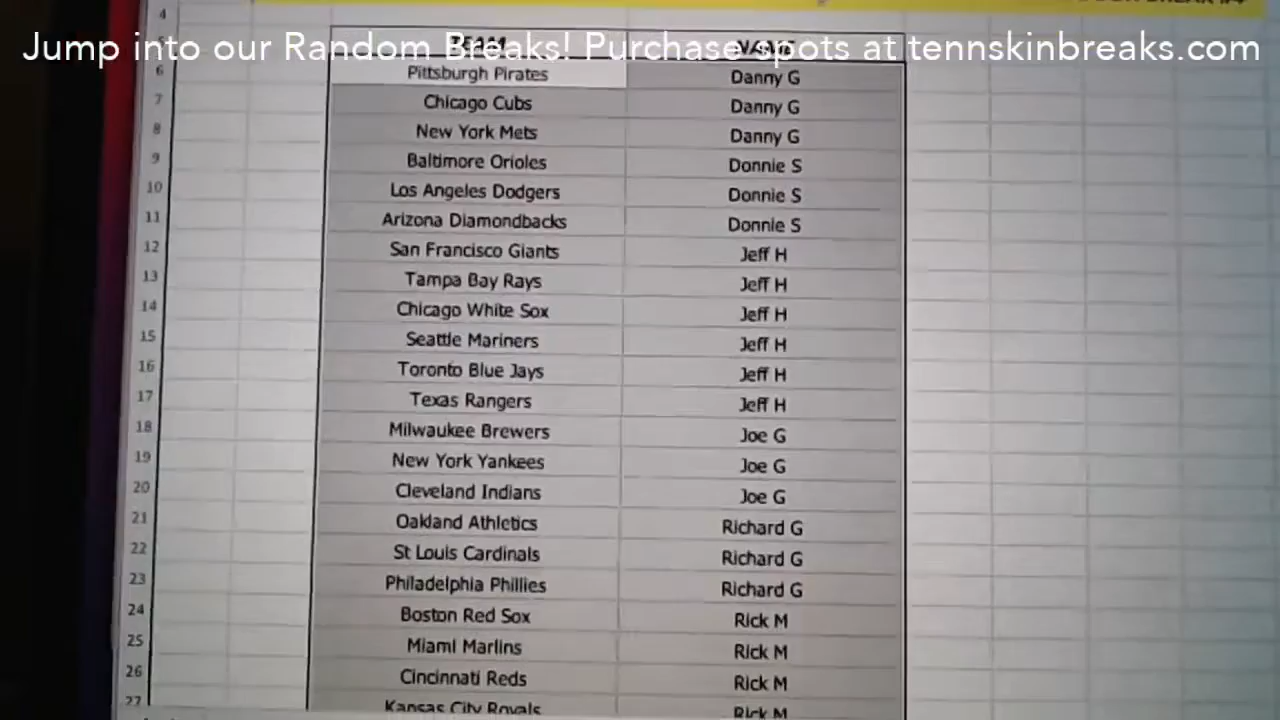 4
Jump into our Random Breaks! Purchase spots at tennskinbreaks.com
5 TEAM NAME
6 Pittsburgh Pirates Danny G
7 Chicago Cubs Danny G
8 New York Mets Danny G
9 Baltimore Orioles Donnie S
10 Los Angeles Dodgers Donnie S
11 Arizona Diamondbacks Donnie S
12 San Francisco Giants Jeff H
13 Tampa Bay Rays Jeff H
14 Chicago White Sox Jeff H
15 Seattle Mariners Jeff H
16 Toronto Blue Jays Jeff H
17 Texas Rangers Jeff H
18 Milwaukee Brewers Joe G
19 New York Yankees Joe G
20 Cleveland Indians Joe G
21 Oakland Athletics Richard G
22 St Louis Cardinals Richard G
23 Philadelphia Phillies Richard G
24 Boston Red Sox Rick M
25 Miami Marlins Rick M
26 Cincinnati Reds Rick M
27 Kansas City Royals Rick M